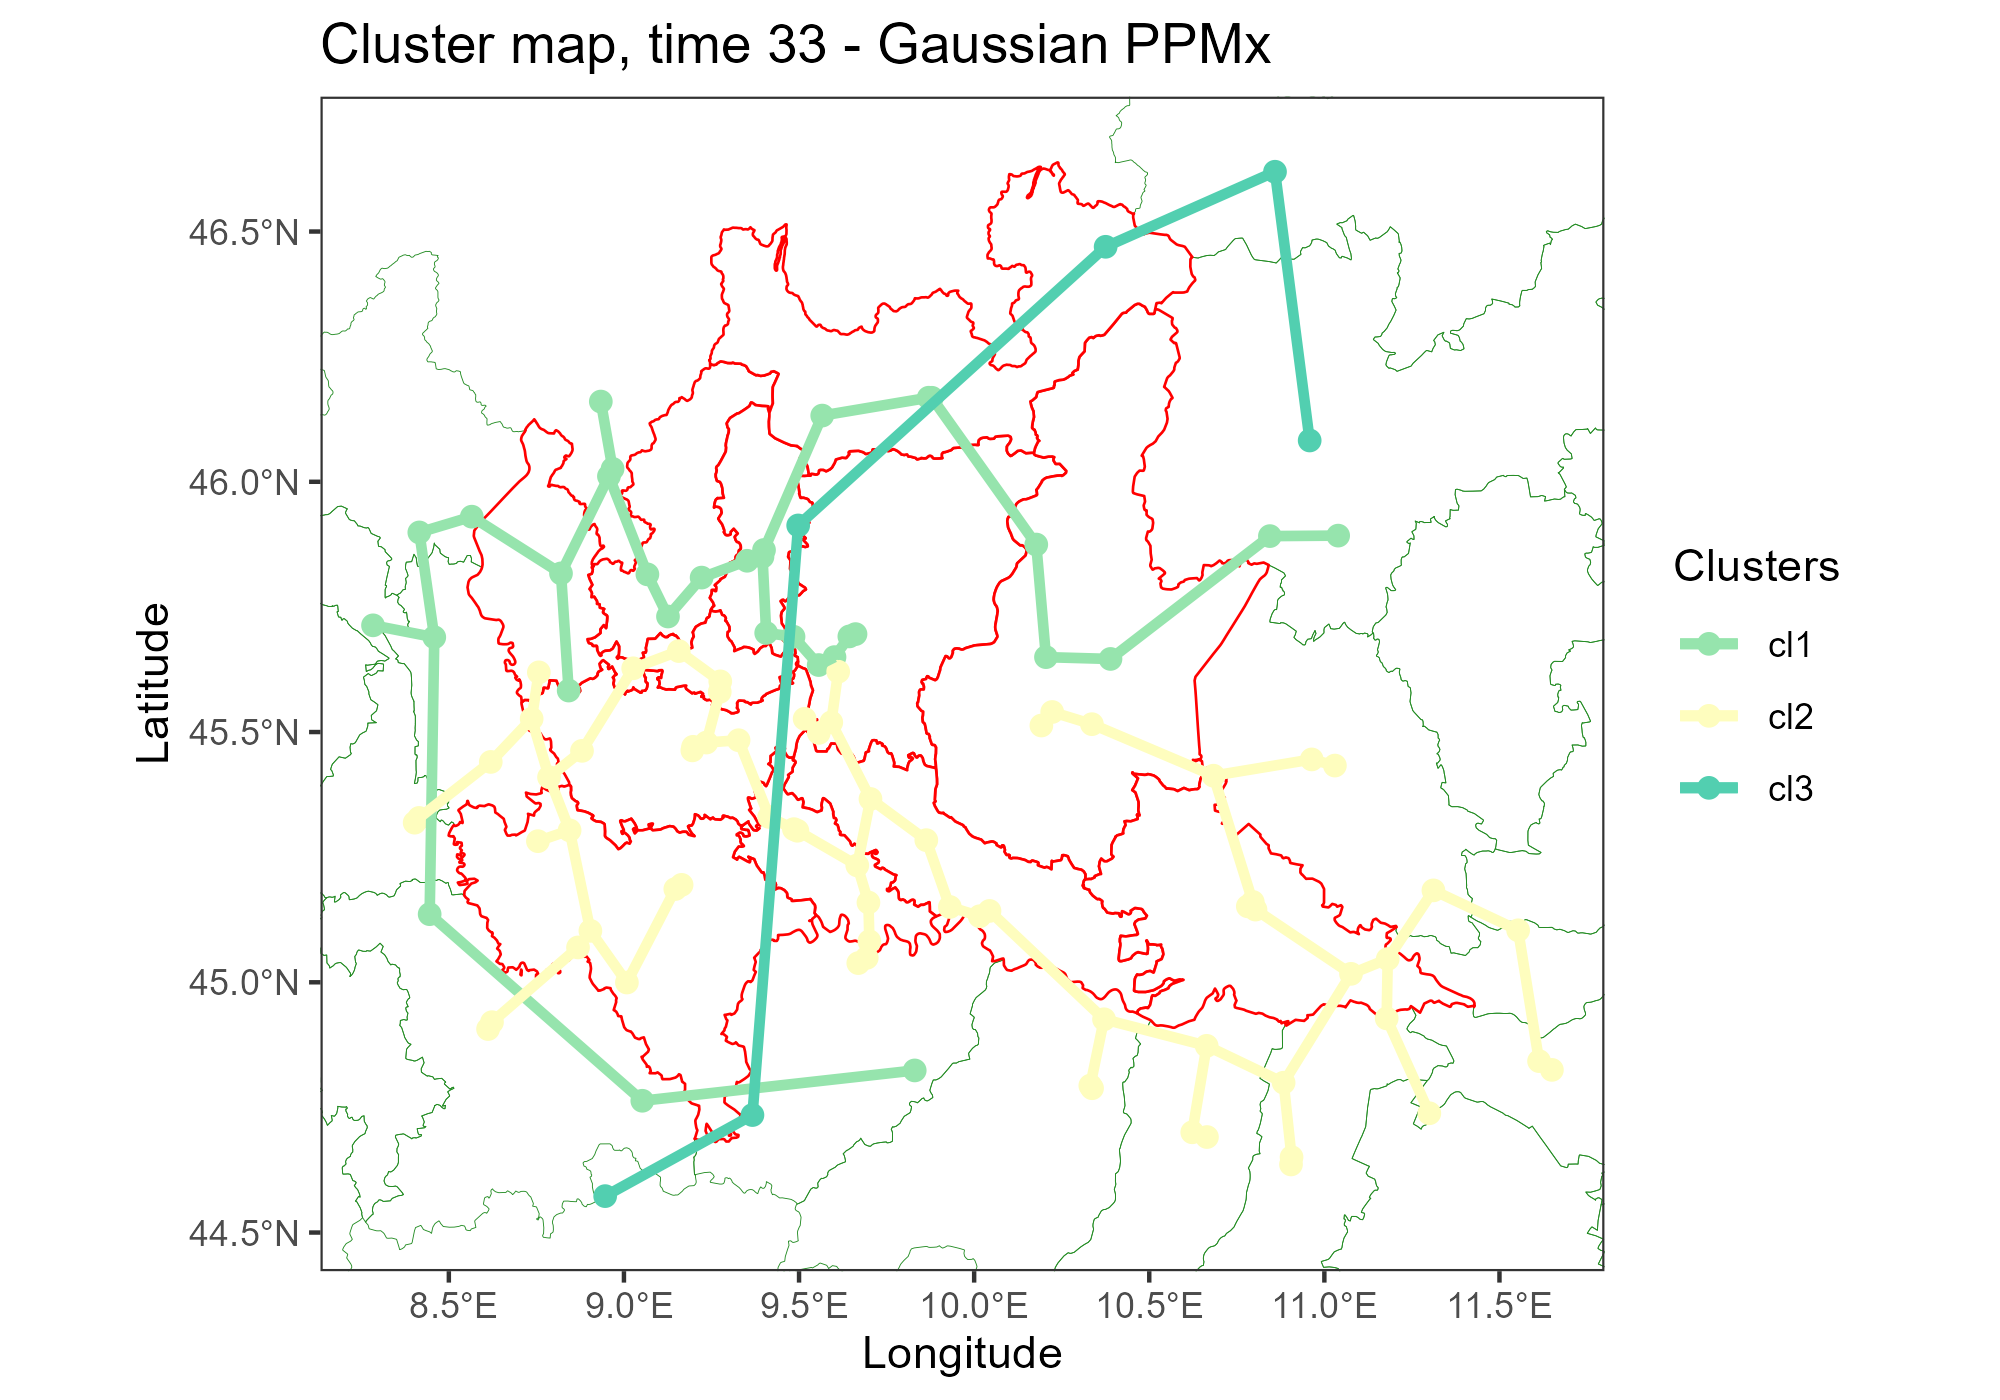 Cluster map, time 33 - Gaussian PPMx
46.5°N
46.0°N
45.5°N
45.0°N
44.5°N
Latitude
8.5°E
9.0°E
9.5°E
10.0°E
10.5°E
11.0°E
11.5°E
Longitude
Clusters
cl1
cl2
cl3